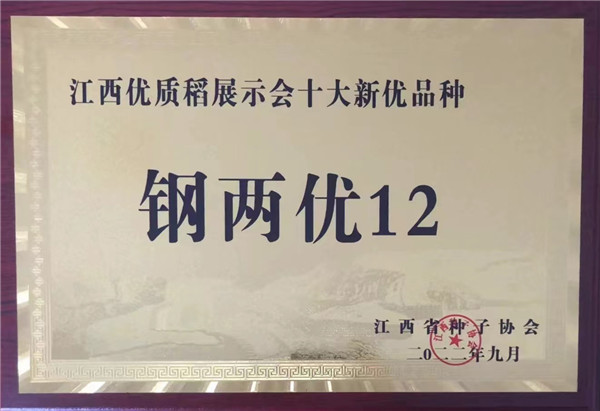 江西优质稻展示会十大新优品种
钢两优12
江西省种子协会
二0二二年九月